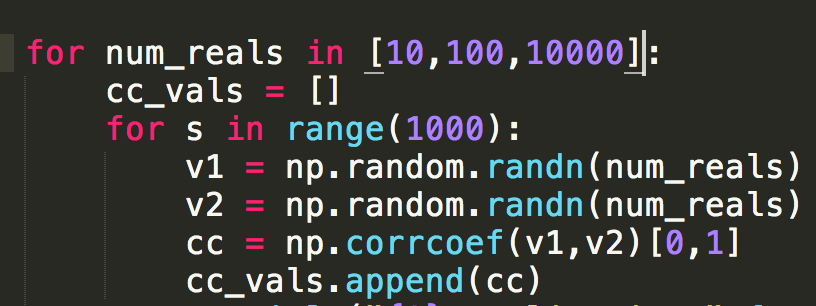 for num_reals in [10,100,10000]:
    cc_vals = []
    for s in range(1000):
        v1 = np.random.randn(num_reals)
        v2 = np.random.randn(num_reals)
        cc = np.corrcoef(v1,v2)[0,1]
        cc_vals.append(cc)